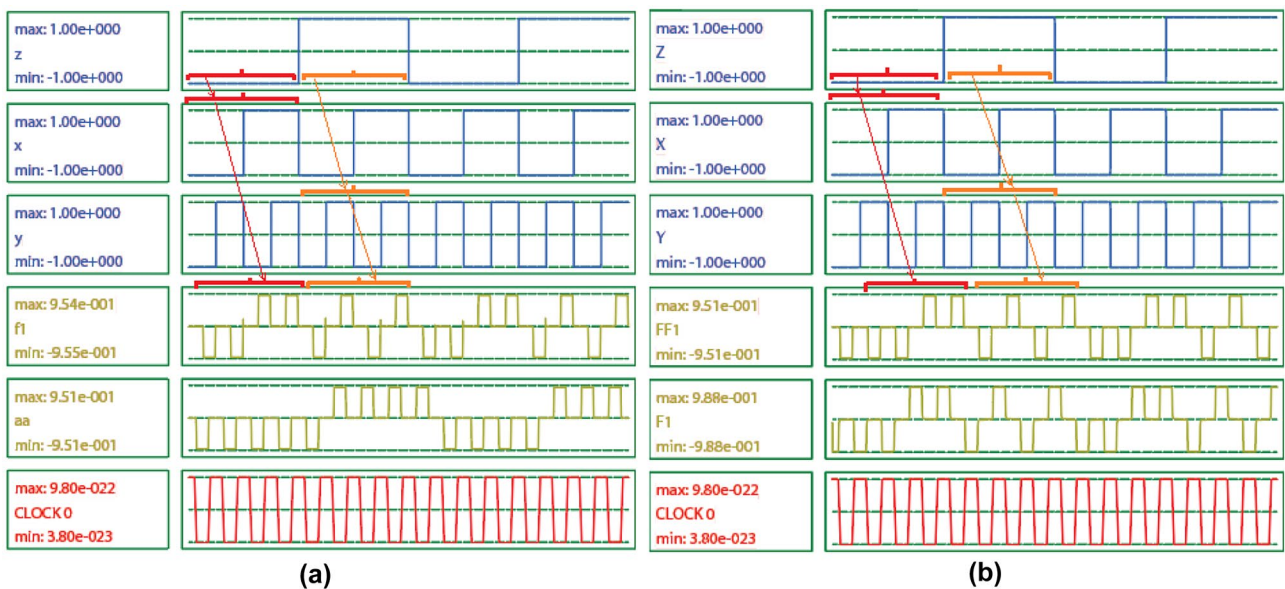 max: 1.00e+000
z
min: -1.00e+000
max: 1.00e+000
x
min: -1.00e+000
max: 1.00e+000
y
min: -1.00e+000
max: 9.54e-001
f1
min: -9.55e-001
max: 9.51e-001
aa
min: -9.51e-001
max: 9.80e-022
CLOCK 0
min: 3.80e-023
(a)
max: 1.00e+000
Z
min: -1.00e+000
max: 1.00e+000
X
min: -1.00e+000
max: 1.00e+000
Y
min: -1.00e+000
max: 9.51e-001
FF1
min: -9.51e-001
max: 9.88e-001
F1
min: -9.88e-001
max: 9.80e-022
CLOCK 0
min: 3.80e-023
(b)